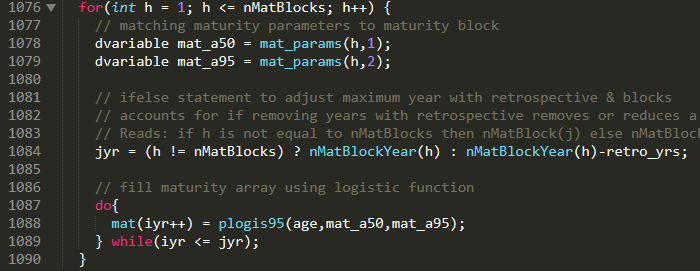 1076 for(int h = 1; h <= nMatBlocks; h++) {
1077 // matching maturity parameters to maturity block
1078 dvariable mat_a50 = mat_params(h,1);
1079 dvariable mat_a95 = mat_params(h,2);
1080
1081 // ifelse statement to adjust maximum year with retrospective & blocks
1082 // accounts for if removing years with retrospective removes or reduces a
1083 // Reads: if h is not equal to nMatBlocks then nMatBlock(j) else nMatBlock
1084 jyr = (h != nMatBlocks) ? nMatBlockYear(h) : nMatBlockYear(h)-retro_yrs;
1085
1086 // fill maturity array using logistic function
1087 do{
1088 mat(iyr++) = plogis95(age,mat_a50,mat_a95);
1089 } while(iyr <= jyr);
1090 }